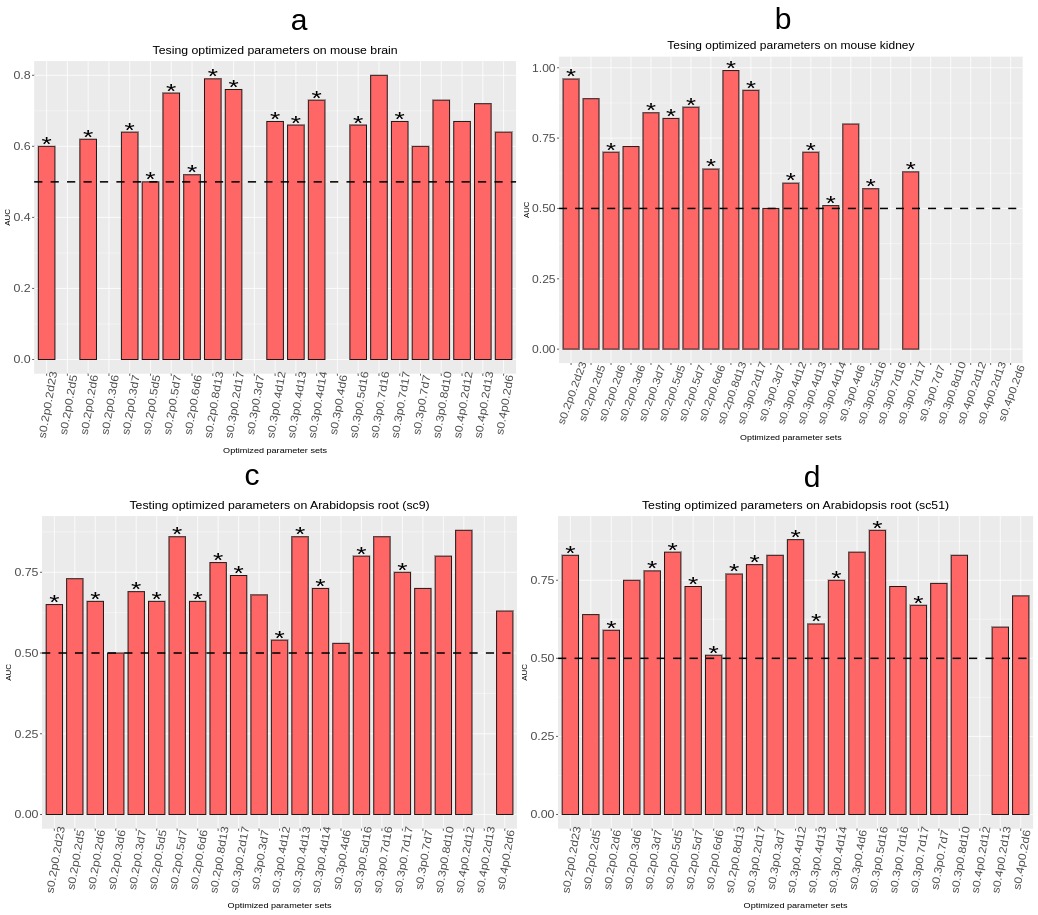 a
Tesing optimized parameters on mouse brain
AUC
0.8
0.6
0.4
0.2
0.0
s0.2p0.2d23
s0.2p0.2d5
s0.2p0.2d6
s0.2p0.3d6
s0.2p0.3d7
s0.2p0.5d5
s0.2p0.5d7
s0.2p0.6d6
s0.2p0.8d13
s0.3p0.2d17
s0.3p0.3d7
s0.3p0.4d12
s0.3p0.4d13
s0.3p0.4d14
s0.3p0.4d6
s0.3p0.5d16
s0.3p0.7d16
s0.3p0.7d17
s0.3p0.7d7
s0.3p0.8d10
s0.4p0.2d12
s0.4p0.2d13
s0.4p0.2d6
Optimized parameter sets
b
Tesing optimized parameters on mouse kidney
AUC
1.00
0.75
0.50
0.25
0.00
s0.2p0.2d23
s0.2p0.2d5
s0.2p0.2d6
s0.2p0.3d6
s0.2p0.3d7
s0.2p0.5d5
s0.2p0.5d7
s0.2p0.6d6
s0.2p0.8d13
s0.3p0.2d17
s0.3p0.3d7
s0.3p0.4d12
s0.3p0.4d13
s0.3p0.4d14
s0.3p0.4d6
s0.3p0.5d16
s0.3p0.7d16
s0.3p0.7d17
s0.3p0.7d7
s0.3p0.8d10
s0.4p0.2d12
s0.4p0.2d13
s0.4p0.2d6
Optimized parameter sets
c
Testing optimized parameters on Arabidopsis root (sc9)
AUC
0.75
0.50
0.25
0.00
s0.2p0.2d23
s0.2p0.2d5
s0.2p0.2d6
s0.2p0.3d6
s0.2p0.3d7
s0.2p0.5d5
s0.2p0.5d7
s0.2p0.6d6
s0.2p0.8d13
s0.3p0.2d17
s0.3p0.3d7
s0.3p0.4d12
s0.3p0.4d13
s0.3p0.4d14
s0.3p0.4d6
s0.3p0.5d16
s0.3p0.7d16
s0.3p0.7d17
s0.3p0.7d7
s0.3p0.8d10
s0.4p0.2d12
s0.4p0.2d13
s0.4p0.2d6
Optimized parameter sets
d
Testing optimized parameters on Arabidopsis root (sc51)
AUC
0.75
0.50
0.25
0.00
s0.2p0.2d23
s0.2p0.2d5
s0.2p0.2d6
s0.2p0.3d6
s0.2p0.3d7
s0.2p0.5d5
s0.2p0.5d7
s0.2p0.6d6
s0.2p0.8d13
s0.3p0.2d17
s0.3p0.3d7
s0.3p0.4d12
s0.3p0.4d13
s0.3p0.4d14
s0.3p0.4d6
s0.3p0.5d16
s0.3p0.7d16
s0.3p0.7d17
s0.3p0.7d7
s0.3p0.8d10
s0.4p0.2d12
s0.4p0.2d13
s0.4p0.2d6
Optimized parameter sets